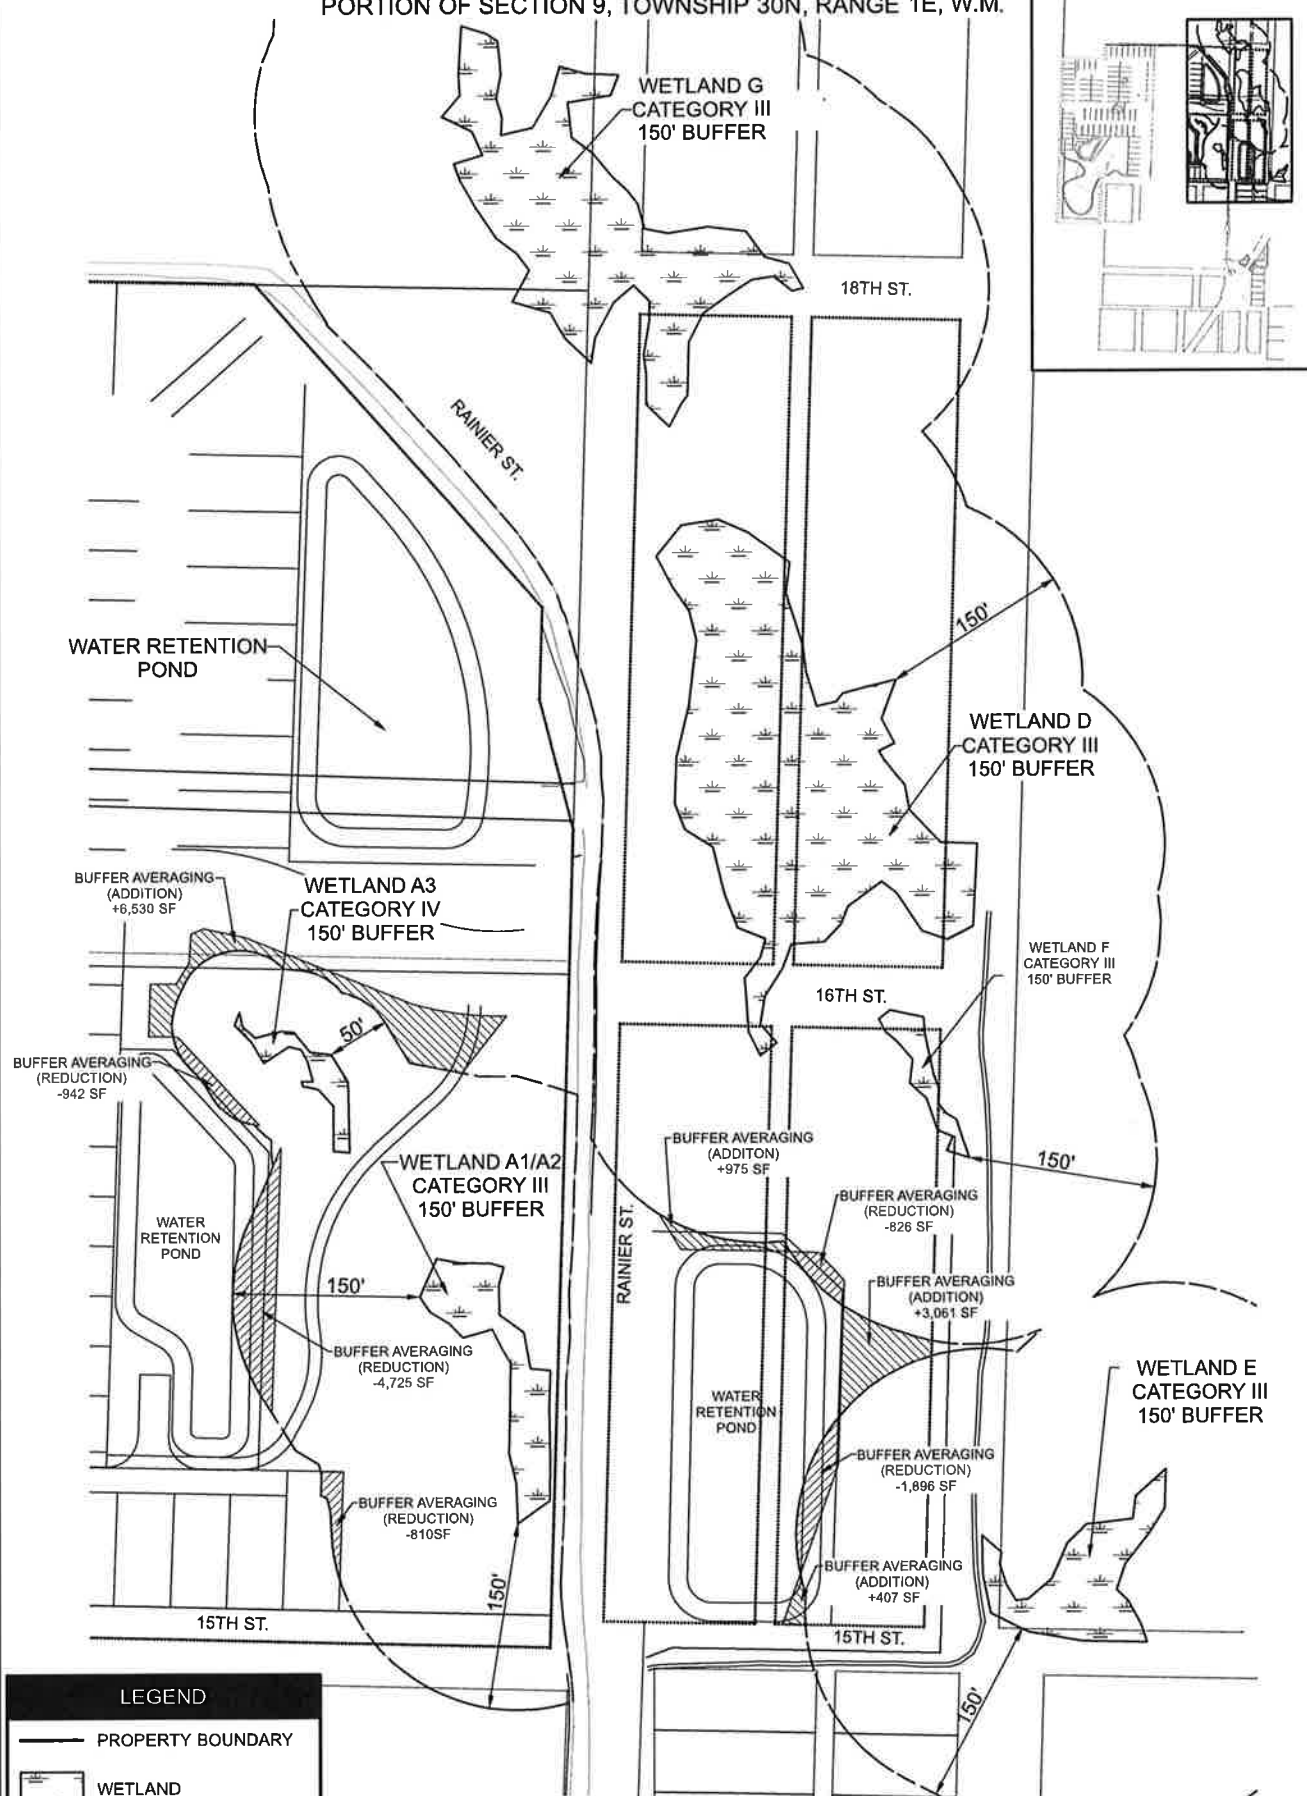 PORTION OF SECTION 9, TOWNSHIP 30N, RANGE 1E, W.M.
WETLAND G
CATEGORY III
150' BUFFER
18TH ST.
RAINIER ST.
150'
WATER RETENTION
POND
WETLAND D
CATEGORY III
150' BUFFER
BUFFER AVERAGING
(ADDITION)
+6,530 SF
WETLAND A3
CATEGORY IV
150' BUFFER
WETLAND F
CATEGORY III
150' BUFFER
16TH ST.
50'
BUFFER AVERAGING
(REDUCTION)
-942 SF
BUFFER AVERAGING
(ADDITON)
+975 SF
150'
WETLAND A1/A2
CATEGORY III
150' BUFFER
BUFFER AVERAGING
(REDUCTION)
-826 SF
WATER
RETENTION
POND
RAINIER ST.
150'
BUFFER AVERAGING
(ADDITION)
+3,061 SF
BUFFER AVERAGING
(REDUCTION)
-4,725 SF
WETLAND E
CATEGORY III
150' BUFFER
WATER
RETENTION
POND
BUFFER AVERAGING
(REDUCTION)
-1,896 SF
BUFFER AVERAGING
(REDUCTION)
-810SF
BUFFER AVERAGING
(ADDITION)
+407 SF
150'
15TH ST.
15TH ST.
150'
LEGEND
PROPERTY BOUNDARY
WETLAND